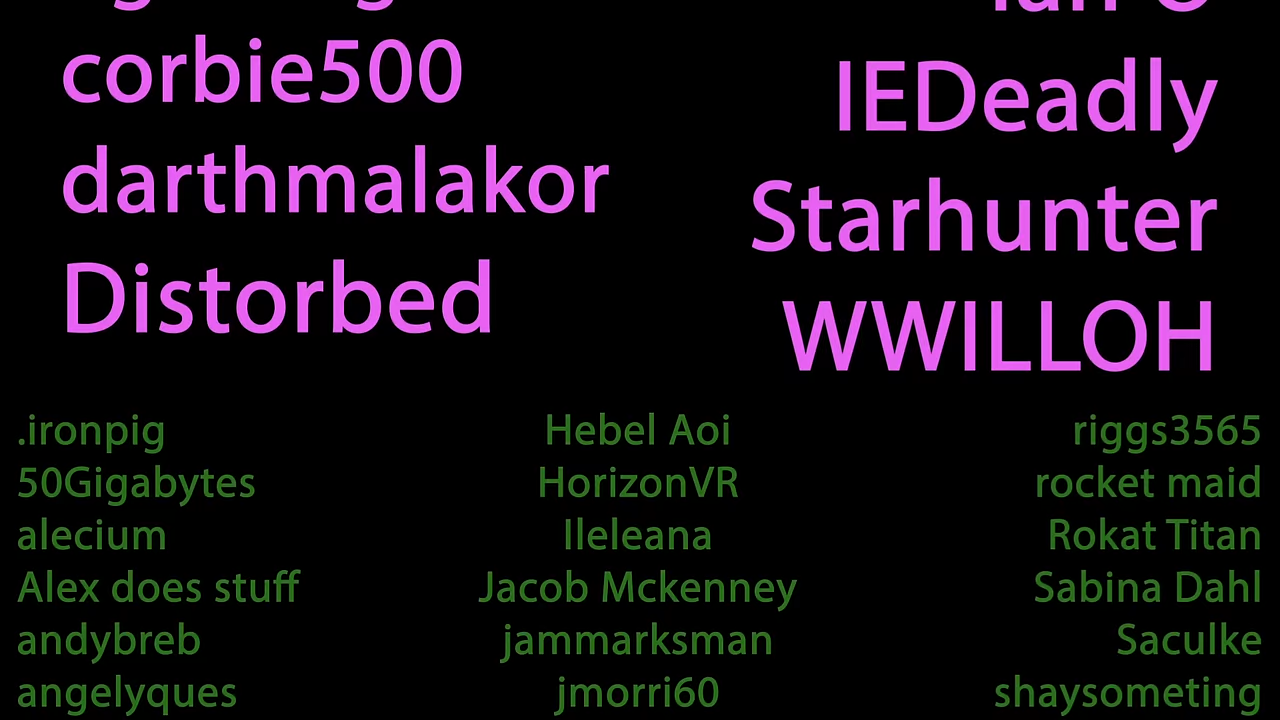 corbie500
darthmalakor
Distorbed
IEDeadly
Starhunter
WWILLOH
.ironpig
50Gigabytes
alecium
Alex does stuff
andybreb
angelyques
Hebel Aoi
HorizonVR
Ileleana
Jacob Mckenney
jammarksman
jmorri60
riggs3565
rocket maid
Rokat Titan
Sabina Dahl
Saculke
shaysometing